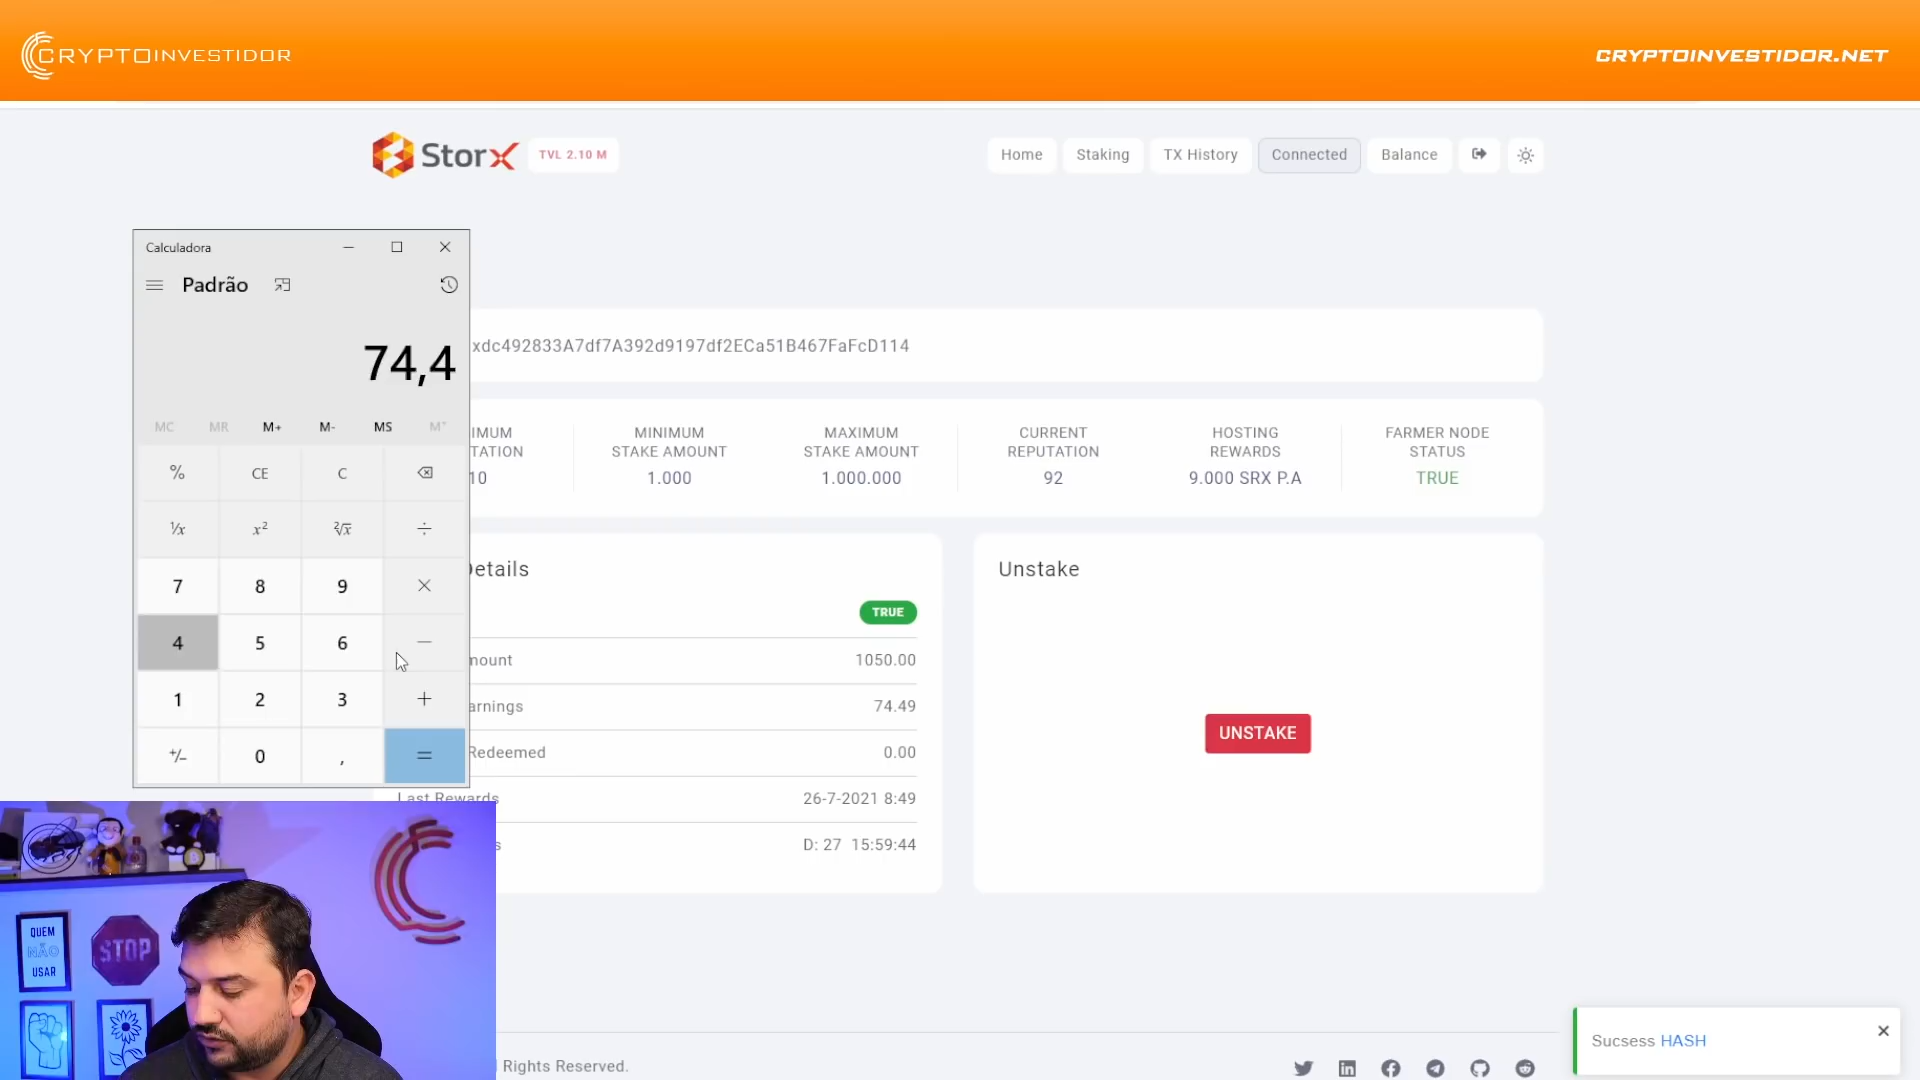 CRYPTOINVESTIDOR
CRYPTOINVESTIDOR.NET
StorX
TVL 2.10 M
Home
Staking
TX History
Connected
Balance
Calculadora
Padrão
74,4
MC MR M+ M- MS
% CE C
¹/x x² ²√x ÷
7 8 9 ×
4 5 6 −
1 2 3 +
+/− 0 , =
xdc492833A7df7A392d9197df2ECa51B467FaFcD114
10
MINIMUM
STAKE AMOUNT
1.000
MAXIMUM
STAKE AMOUNT
1.000.000
CURRENT
REPUTATION
92
HOSTING
REWARDS
9.000 SRX P.A
FARMER NODE
STATUS
TRUE
Details
TRUE
mount 1050.00
arnings 74.49
Redeemed 0.00
Last Rewards 26-7-2021 8:49
s D: 27 15:59:44
Unstake
UNSTAKE
QUEM
NÃO
USAR
STOP
l Rights Reserved.
Sucsess HASH